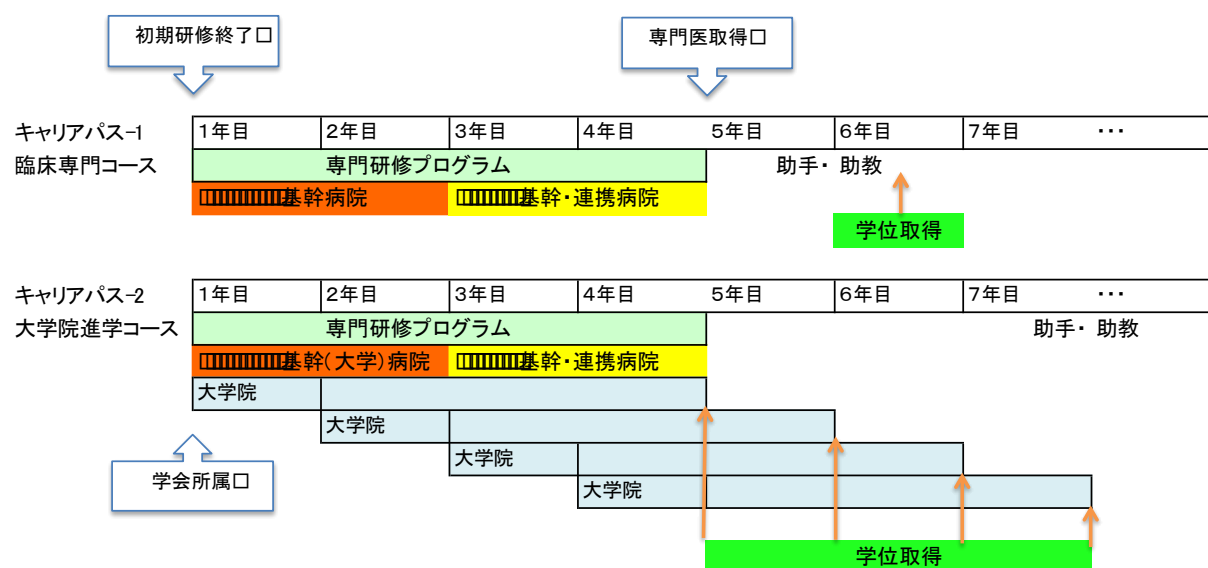 初期研修終了□
専門医取得□
キャリアパス-1
1年目 2年目 3年目 4年目 5年目 6年目 7年目 ･･･
臨床専門コース
専門研修プログラム
助手・ 助教
基幹病院
基幹・連携病院
学位取得
キャリアパス-2
1年目 2年目 3年目 4年目 5年目 6年目 7年目 ･･･
大学院進学コース
専門研修プログラム
助手・ 助教
基幹(大学)病院
基幹・連携病院
大学院
大学院
大学院
大学院
学会所属□
学位取得